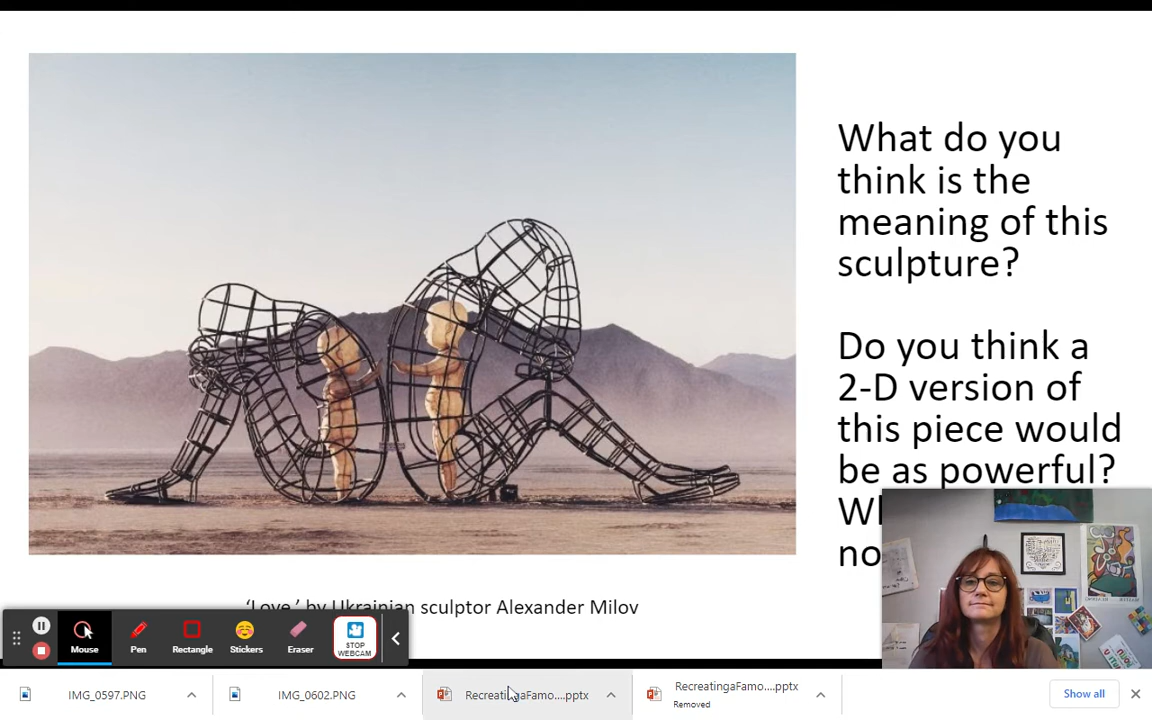 What do you
think is the
meaning of this
sculpture?
Do you think a
2-D version of
this piece would
be as powerful?
'Love,' by Ukrainian sculptor Alexander Milov
Mouse
Pen
Rectangle
Stickers
Eraser
STOP
WEBCAM
IMG_0597.PNG
IMG_0602.PNG
RecreatingaFamo....pptx
RecreatingaFamo....pptx
Removed
Show all